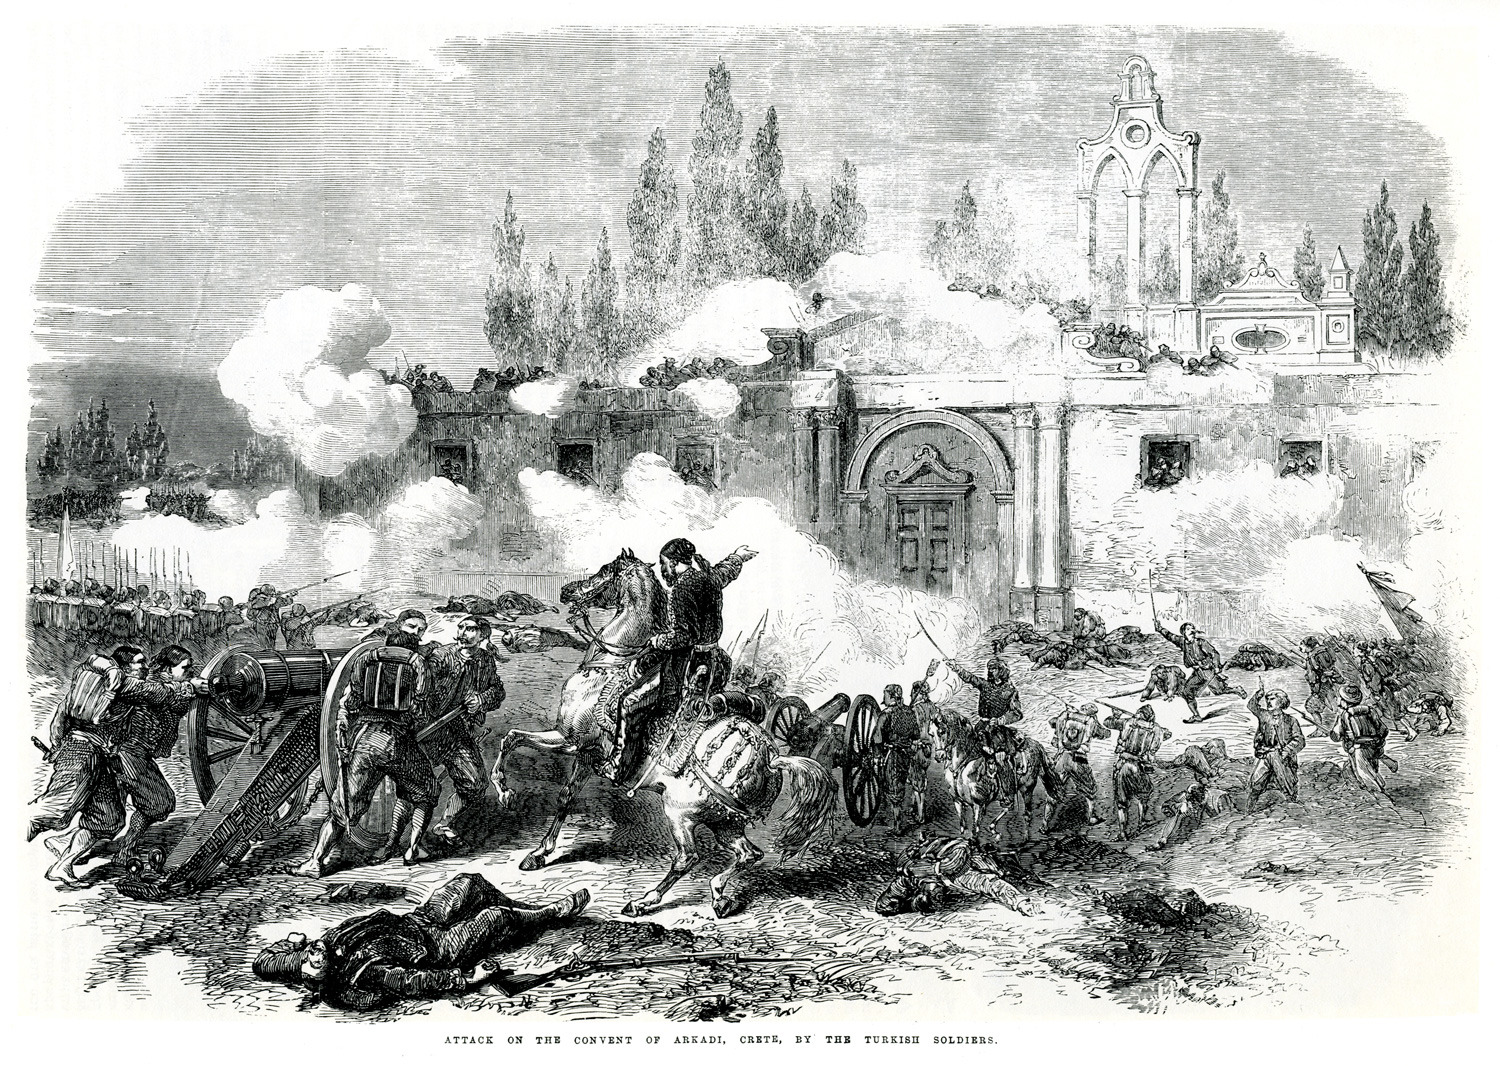 ATTACK ON THE CONVENT OF ARKADI, CRETE, BY THE TURKISH SOLDIERS.